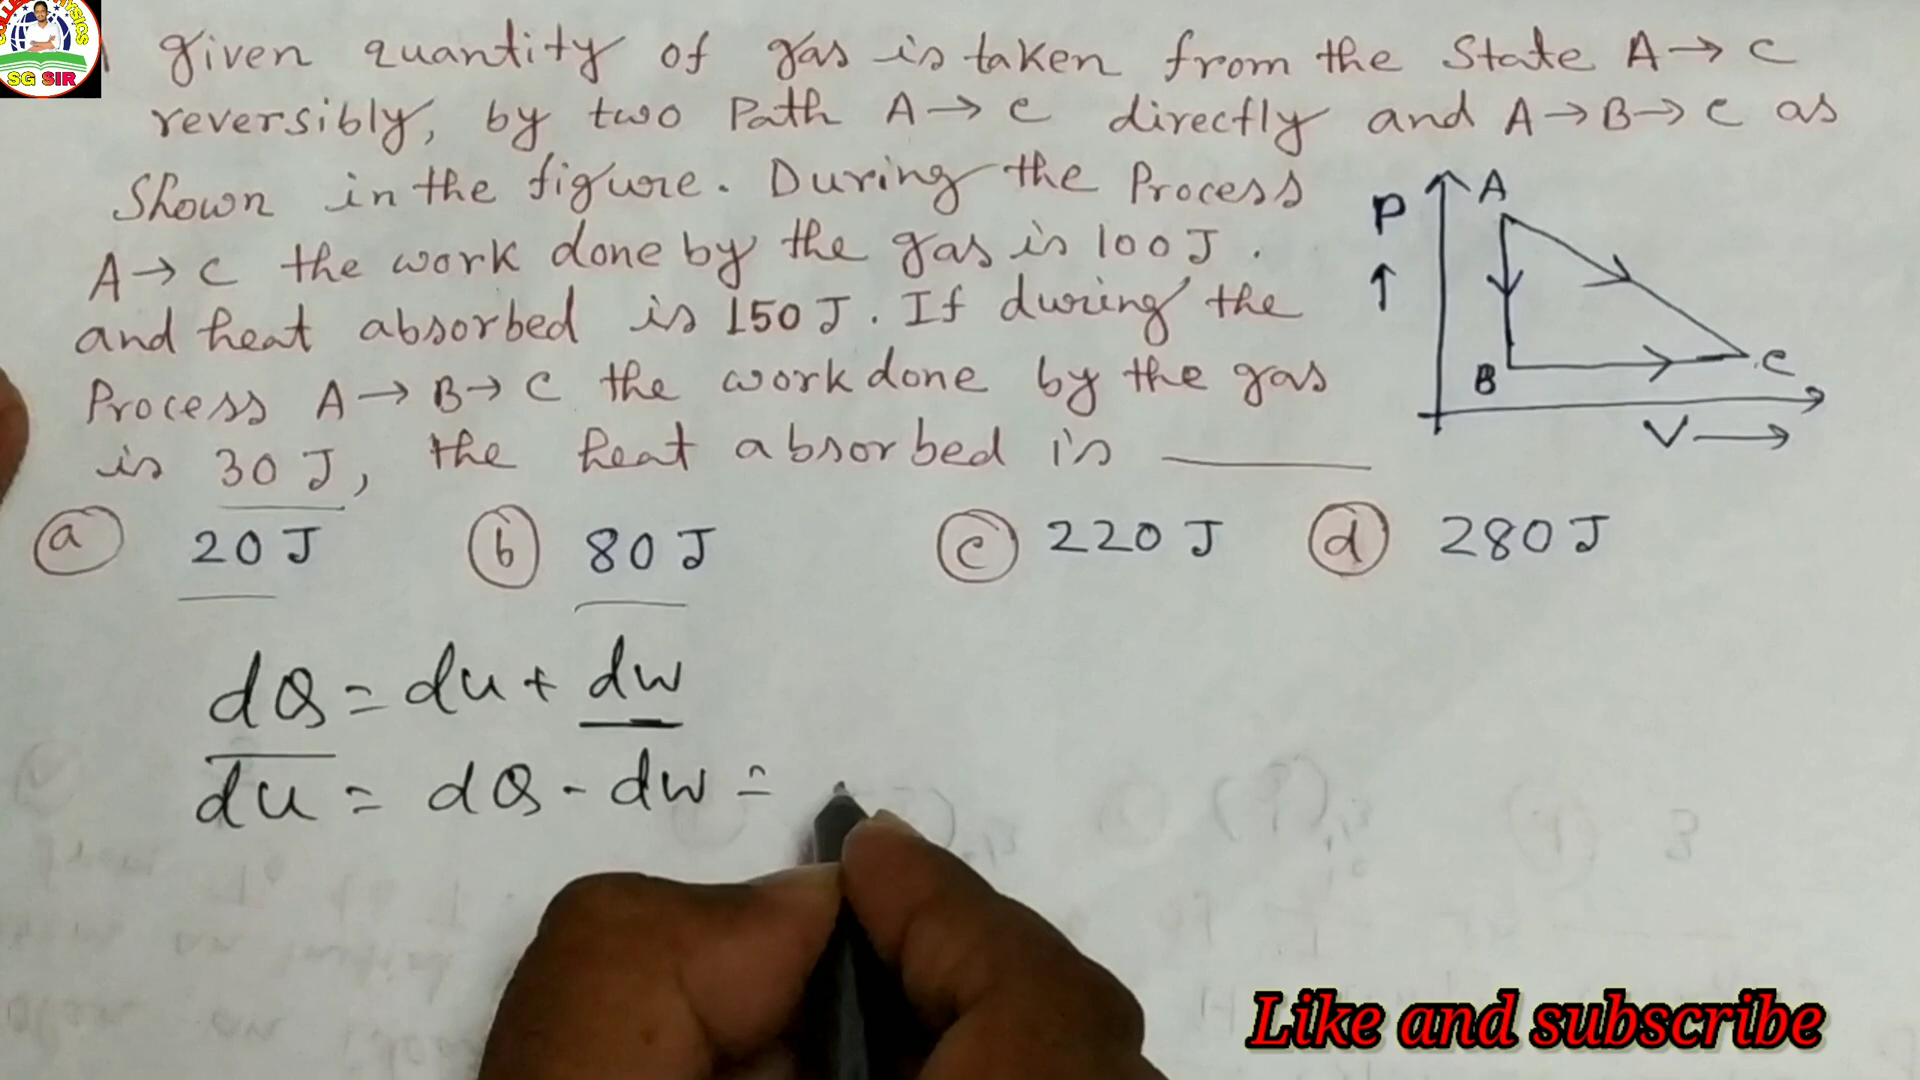 SG SIR
given quantity of gas is taken from the State A → C
reversibly, by two Path A → C directly and A → B → C as
Shown in the figure. During the Process
A → C the work done by the gas is 100 J.
and heat absorbed is 150 J. If during the
Process A → B → C the work done by the gas
is 30 J, the heat absorbed is ______
P ↑
A
B
C
V →
(a) 20 J (b) 80 J (c) 220 J (d) 280 J
dQ = du + dw
du = dQ - dw =
Like and subscribe